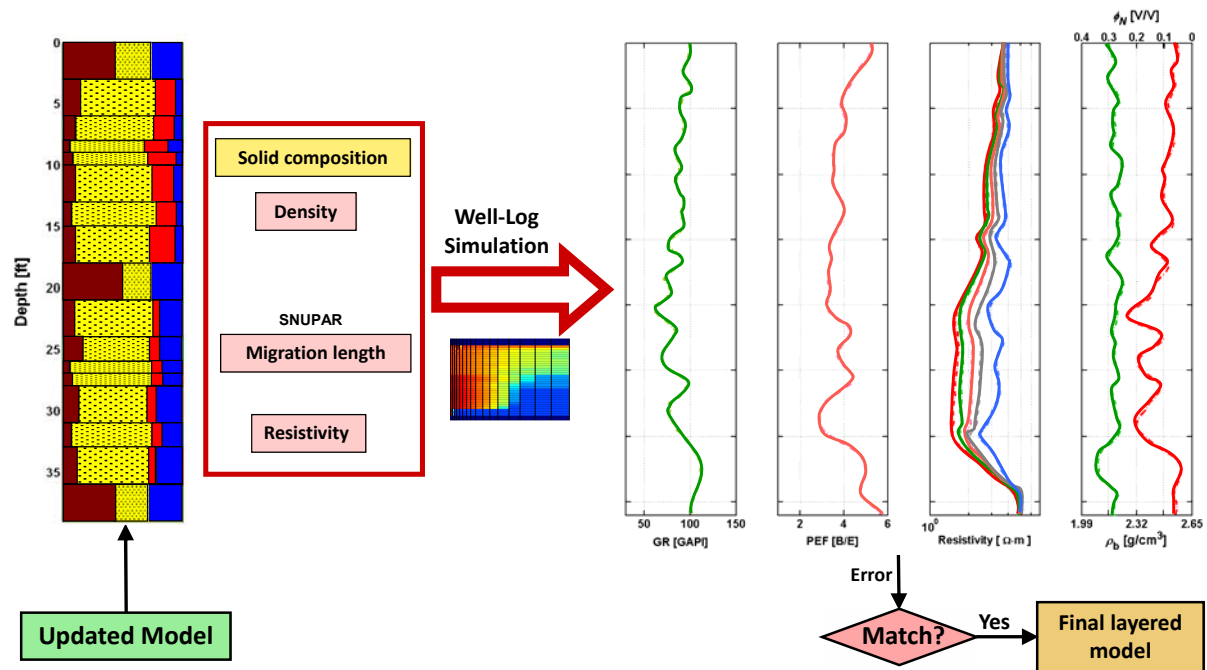 0
5
10
15
20
25
30
35
Depth [ft]
Updated Model
Solid composition
Density
SNUPAR
Migration length
Resistivity
Well-Log
Simulation
50 100 150
GR [GAPI]
2 4 6
PEF [B/E]
10⁰
Resistivity [ Ω·m]
ϕN [V/V]
0.4 0.3 0.2 0.1 0
1.99 2.32 2.65
ρb [g/cm³]
Error
Match?
Yes
Final layered
model